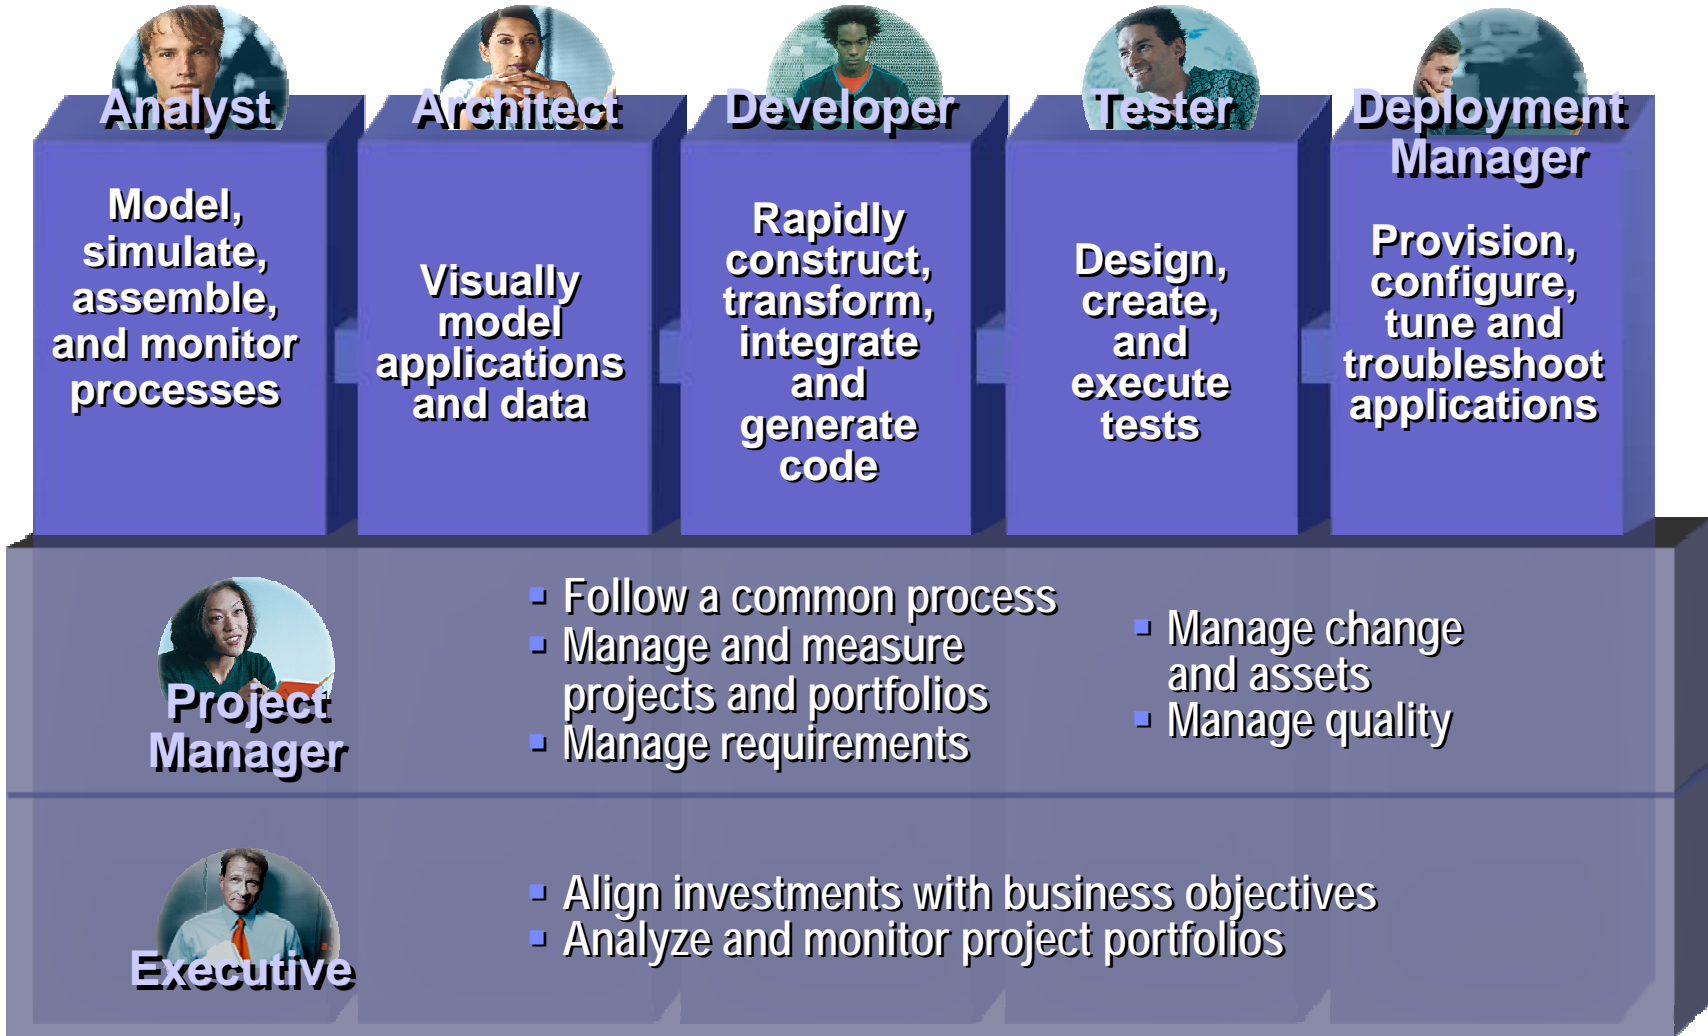 Analyst
Model,
simulate,
assemble,
and monitor
processes
Architect
Visually
model
applications
and data
Developer
Rapidly
construct,
transform,
integrate
and
generate
code
Tester
Design,
create,
and
execute
tests
Deployment
Manager
Provision,
configure,
tune and
troubleshoot
applications
Project
Manager
▪ Follow a common process
▪ Manage and measure
projects and portfolios
▪ Manage requirements
▪ Manage change
and assets
▪ Manage quality
Executive
▪ Align investments with business objectives
▪ Analyze and monitor project portfolios